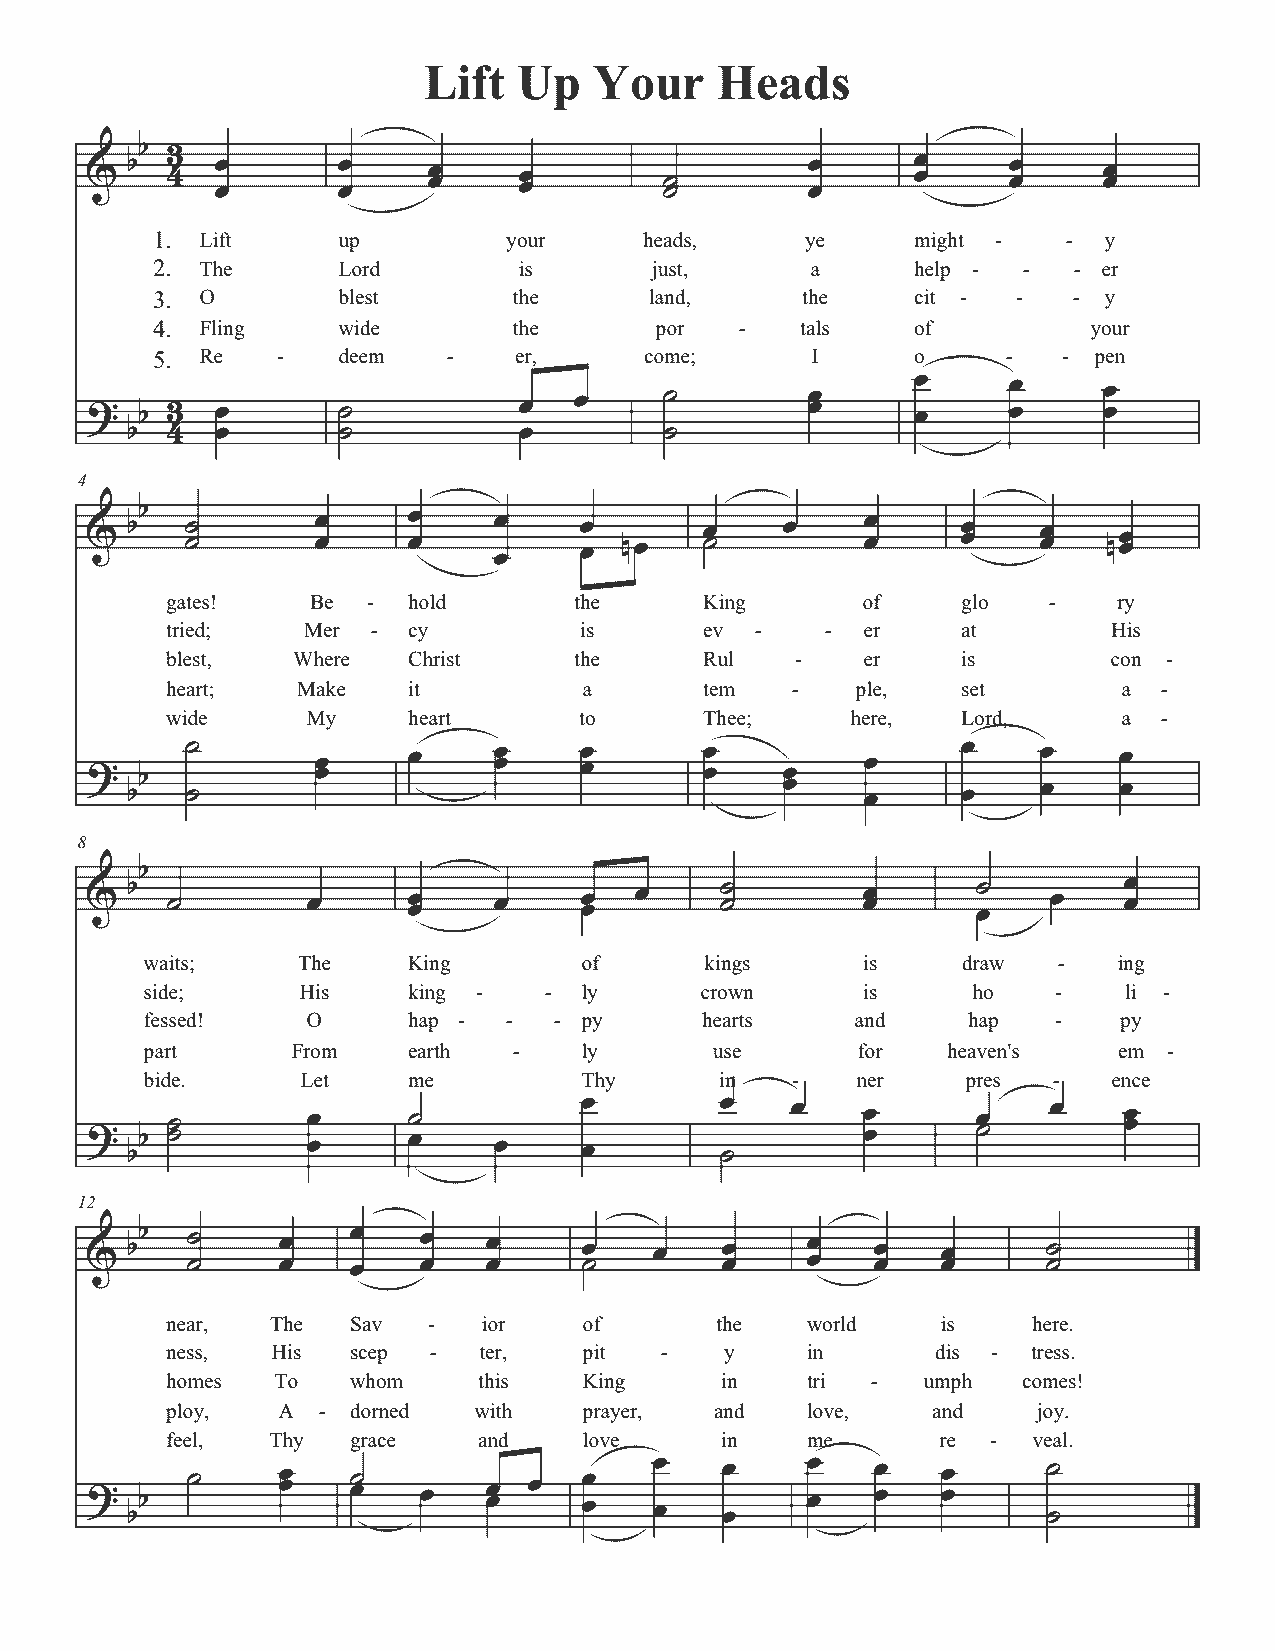 Lift Up Your Heads
1. Lift up your heads, ye might - - y
2. The Lord is just, a help - - - er
3. O blest the land, the cit - - - y
4. Fling wide the por - tals of your
5. Re - deem - er, come; I o - - pen
4
gates! Be - hold the King of glo - ry
tried; Mer - cy is ev - - er at His
blest, Where Christ the Rul - er is con -
heart; Make it a tem - ple, set a -
wide My heart to Thee; here, Lord, a -
8
waits; The King of kings is draw - ing
side; His king - - ly crown is ho - li -
fessed! O hap - - - py hearts and hap - py
part From earth - ly use for heaven's em -
bide. Let me Thy in - ner pres - ence
12
near, The Sav - ior of the world is here.
ness, His scep - ter, pit - y in dis - tress.
homes To whom this King in tri - umph comes!
ploy, A - dorned with prayer, and love, and joy.
feel, Thy grace and love in me re - veal.